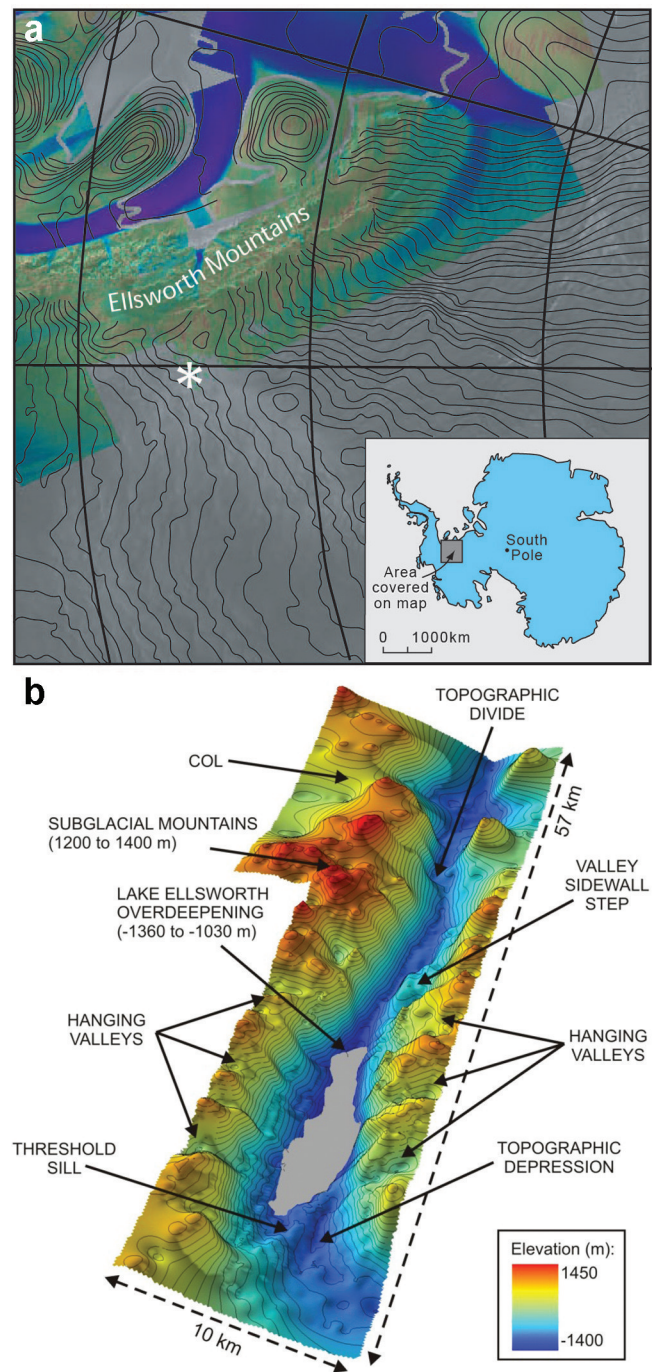 a
Ellsworth Mountains
*
South
Pole
Area
covered
on map
0 1000km
b
TOPOGRAPHIC
DIVIDE
COL
SUBGLACIAL MOUNTAINS
(1200 to 1400 m)
57 km
LAKE ELLSWORTH
OVERDEEPENING
(-1360 to -1030 m)
VALLEY
SIDEWALL
STEP
HANGING
VALLEYS
HANGING
VALLEYS
THRESHOLD
SILL
TOPOGRAPHIC
DEPRESSION
10 km
Elevation (m):
1450
-1400